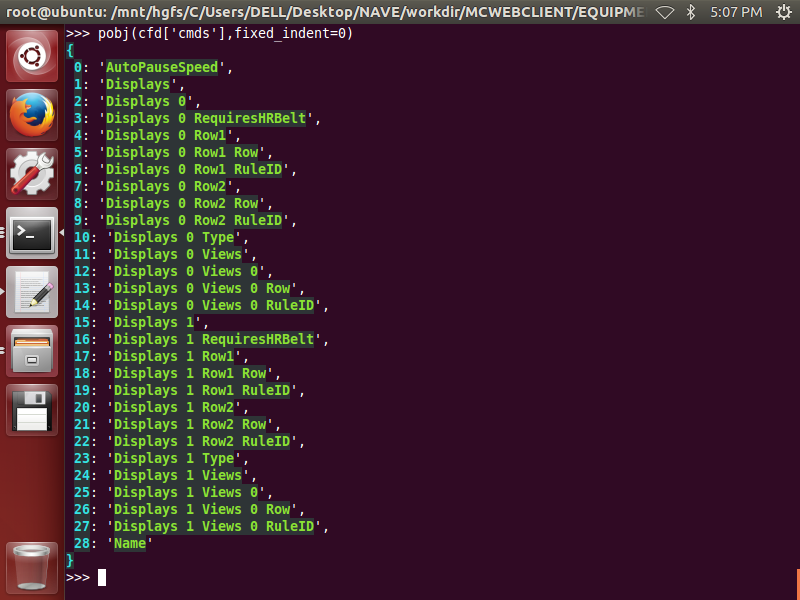 root@ubuntu: /mnt/hgfs/C/Users/DELL/Desktop/NAVE/workdir/MCWEBCLIENT/EQUIPME 5:07 PM
>>> pobj(cfd['cmds'],fixed_indent=0)
{
 0: 'AutoPauseSpeed',
 1: 'Displays',
 2: 'Displays 0',
 3: 'Displays 0 RequiresHRBelt',
 4: 'Displays 0 Row1',
 5: 'Displays 0 Row1 Row',
 6: 'Displays 0 Row1 RuleID',
 7: 'Displays 0 Row2',
 8: 'Displays 0 Row2 Row',
 9: 'Displays 0 Row2 RuleID',
 10: 'Displays 0 Type',
 11: 'Displays 0 Views',
 12: 'Displays 0 Views 0',
 13: 'Displays 0 Views 0 Row',
 14: 'Displays 0 Views 0 RuleID',
 15: 'Displays 1',
 16: 'Displays 1 RequiresHRBelt',
 17: 'Displays 1 Row1',
 18: 'Displays 1 Row1 Row',
 19: 'Displays 1 Row1 RuleID',
 20: 'Displays 1 Row2',
 21: 'Displays 1 Row2 Row',
 22: 'Displays 1 Row2 RuleID',
 23: 'Displays 1 Type',
 24: 'Displays 1 Views',
 25: 'Displays 1 Views 0',
 26: 'Displays 1 Views 0 Row',
 27: 'Displays 1 Views 0 RuleID',
 28: 'Name'
}
>>>